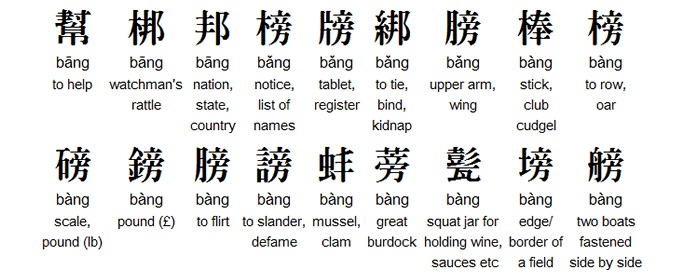 幫 梆 邦 榜 牓 綁 膀 棒 榜
bāng bāng bāng bǎng bǎng bǎng bǎng bàng bàng
to help watchman's nation, notice, tablet, to tie, upper arm, stick, to row,
rattle state, list of register bind, wing club oar
country names kidnap cudgel
磅 鎊 膀 謗 蚌 蒡 甏 塝 艕
bàng bàng bàng bàng bàng bàng bàng bàng bàng
scale, pound (£) to flirt to slander, mussel, great squat jar for edge/ two boats
pound (lb) defame clam burdock holding wine, border of fastened
sauces etc a field side by side